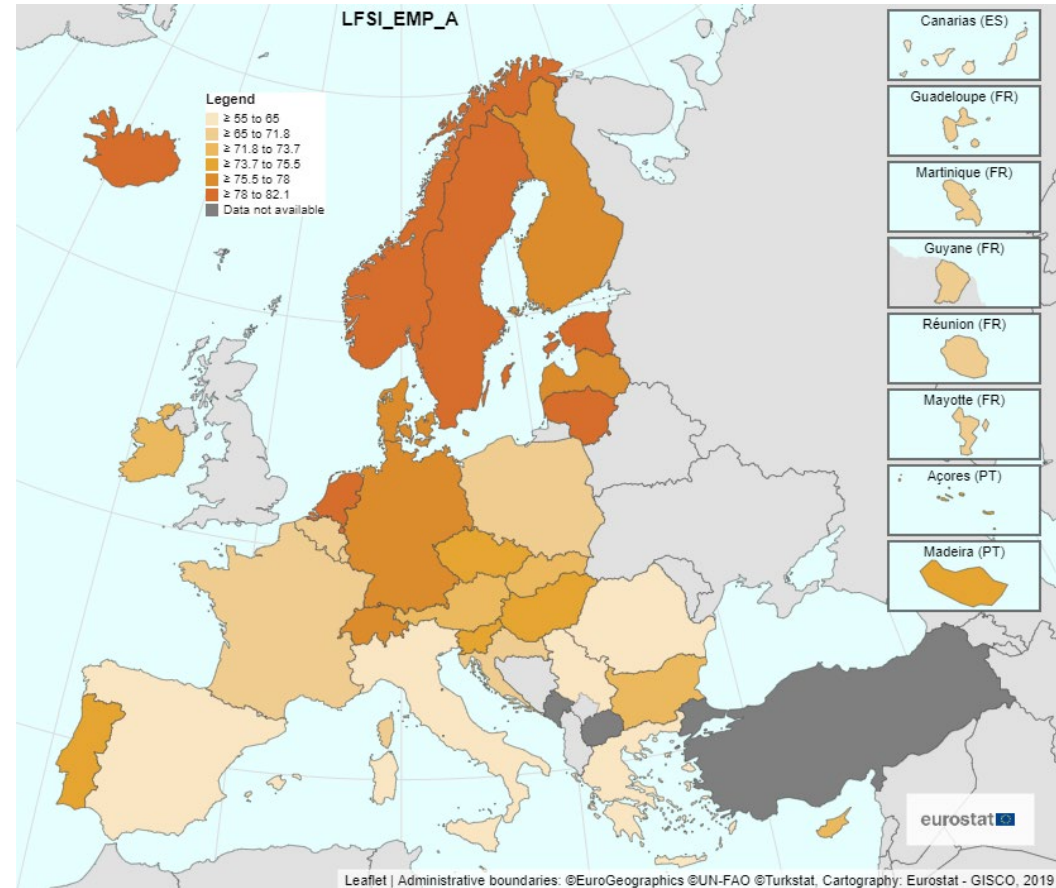 LFSI_EMP_A
Legend
≥ 55 to 65
≥ 65 to 71.8
≥ 71.8 to 73.7
≥ 73.7 to 75.5
≥ 75.5 to 78
≥ 78 to 82.1
Data not available
Canarias (ES)
Guadeloupe (FR)
Martinique (FR)
Guyane (FR)
Réunion (FR)
Mayotte (FR)
Açores (PT)
Madeira (PT)
eurostat
Leaflet | Administrative boundaries: ©EuroGeographics ©UN-FAO ©Turkstat, Cartography: Eurostat - GISCO, 2019